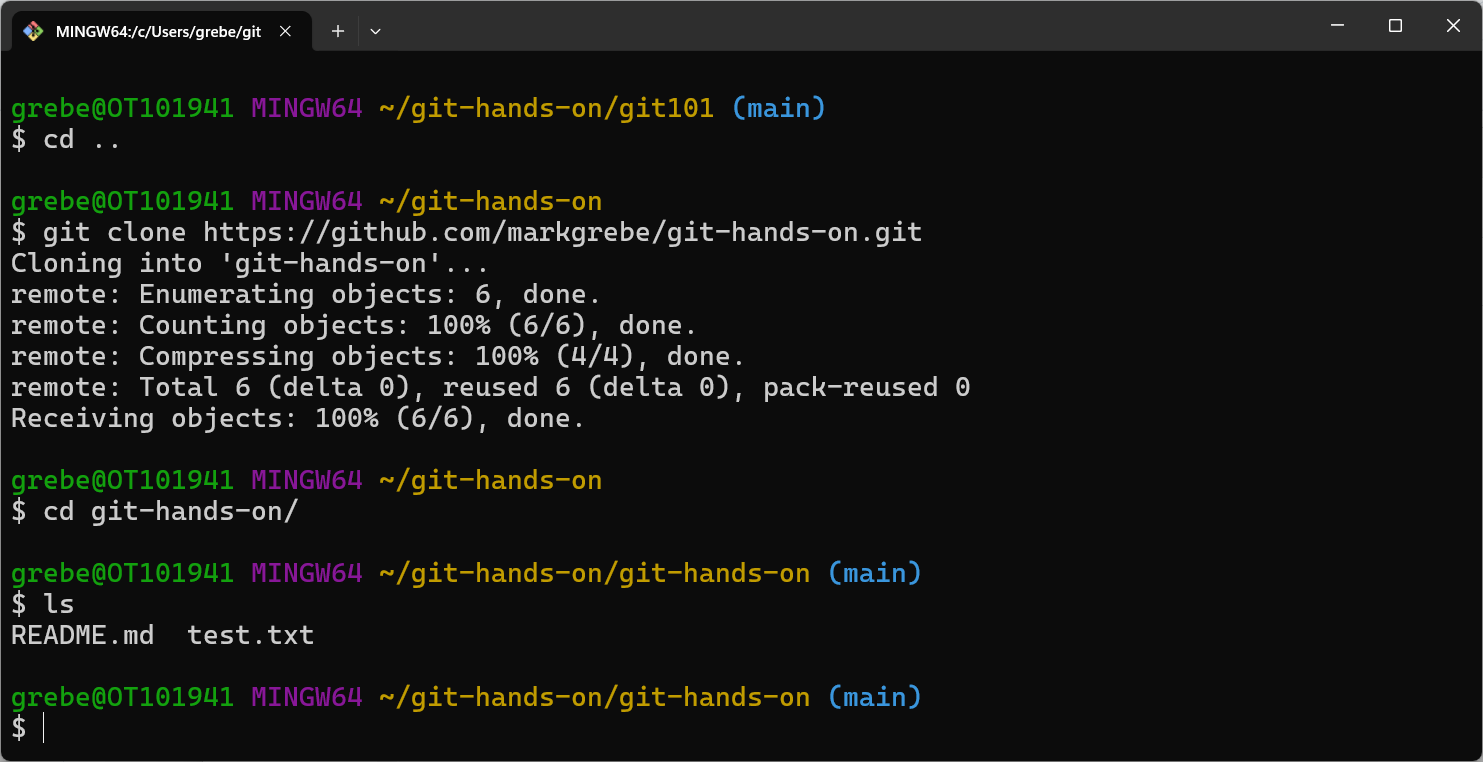 MINGW64:/c/Users/grebe/git
grebe@OT101941 MINGW64 ~/git-hands-on/git101 (main)
$ cd ..
grebe@OT101941 MINGW64 ~/git-hands-on
$ git clone https://github.com/markgrebe/git-hands-on.git
Cloning into 'git-hands-on'...
remote: Enumerating objects: 6, done.
remote: Counting objects: 100% (6/6), done.
remote: Compressing objects: 100% (4/4), done.
remote: Total 6 (delta 0), reused 6 (delta 0), pack-reused 0
Receiving objects: 100% (6/6), done.
grebe@OT101941 MINGW64 ~/git-hands-on
$ cd git-hands-on/
grebe@OT101941 MINGW64 ~/git-hands-on/git-hands-on (main)
$ ls
README.md  test.txt
grebe@OT101941 MINGW64 ~/git-hands-on/git-hands-on (main)
$